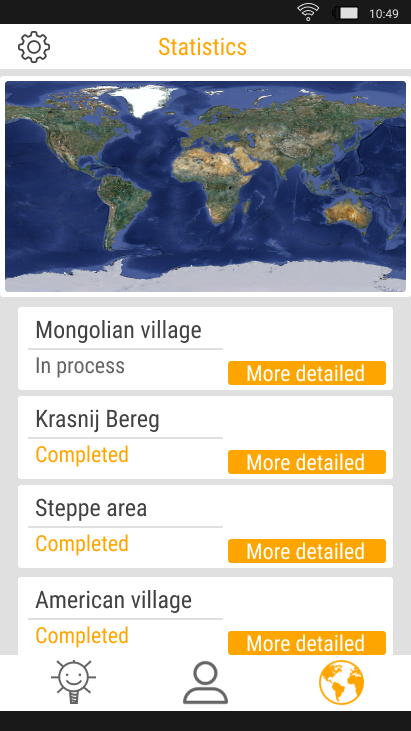 10:49
Statistics
Mongolian village
In process
More detailed
Krasnij Bereg
Completed
More detailed
Steppe area
Completed
More detailed
American village
Completed
More detailed